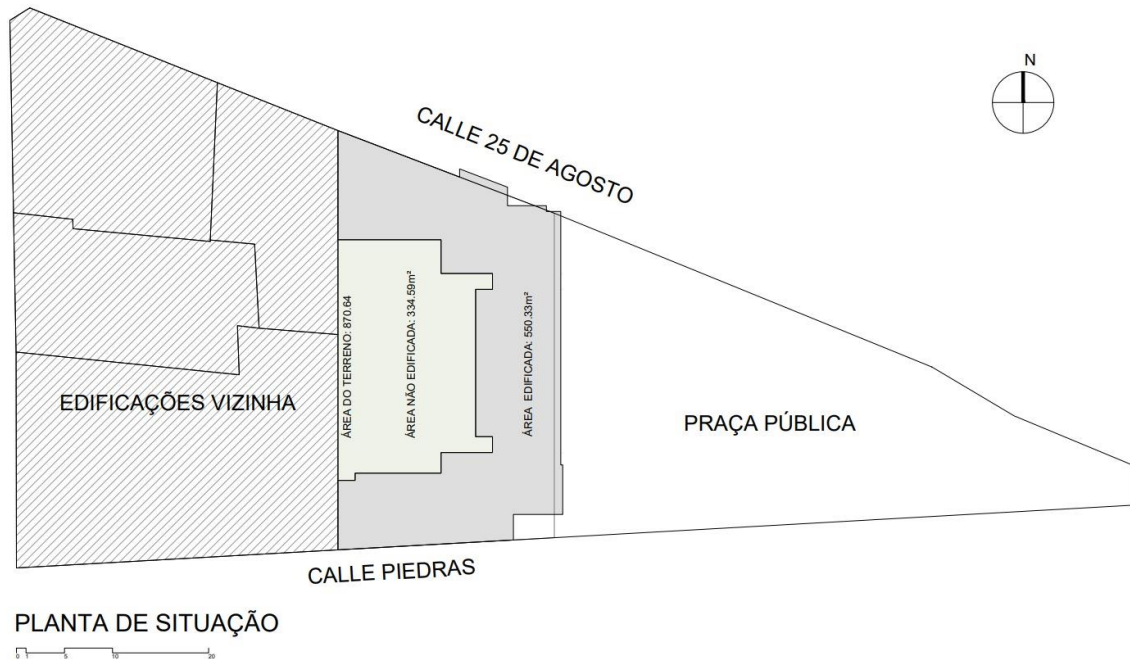 N
CALLE 25 DE AGOSTO
ÁREA DO TERRENO: 870.64
ÁREA NÃO EDIFICADA: 334.59m²
ÁREA EDIFICADA: 550.33m²
EDIFICAÇÕES VIZINHA
PRAÇA PÚBLICA
CALLE PIEDRAS
PLANTA DE SITUAÇÃO
0 1 5 10 20